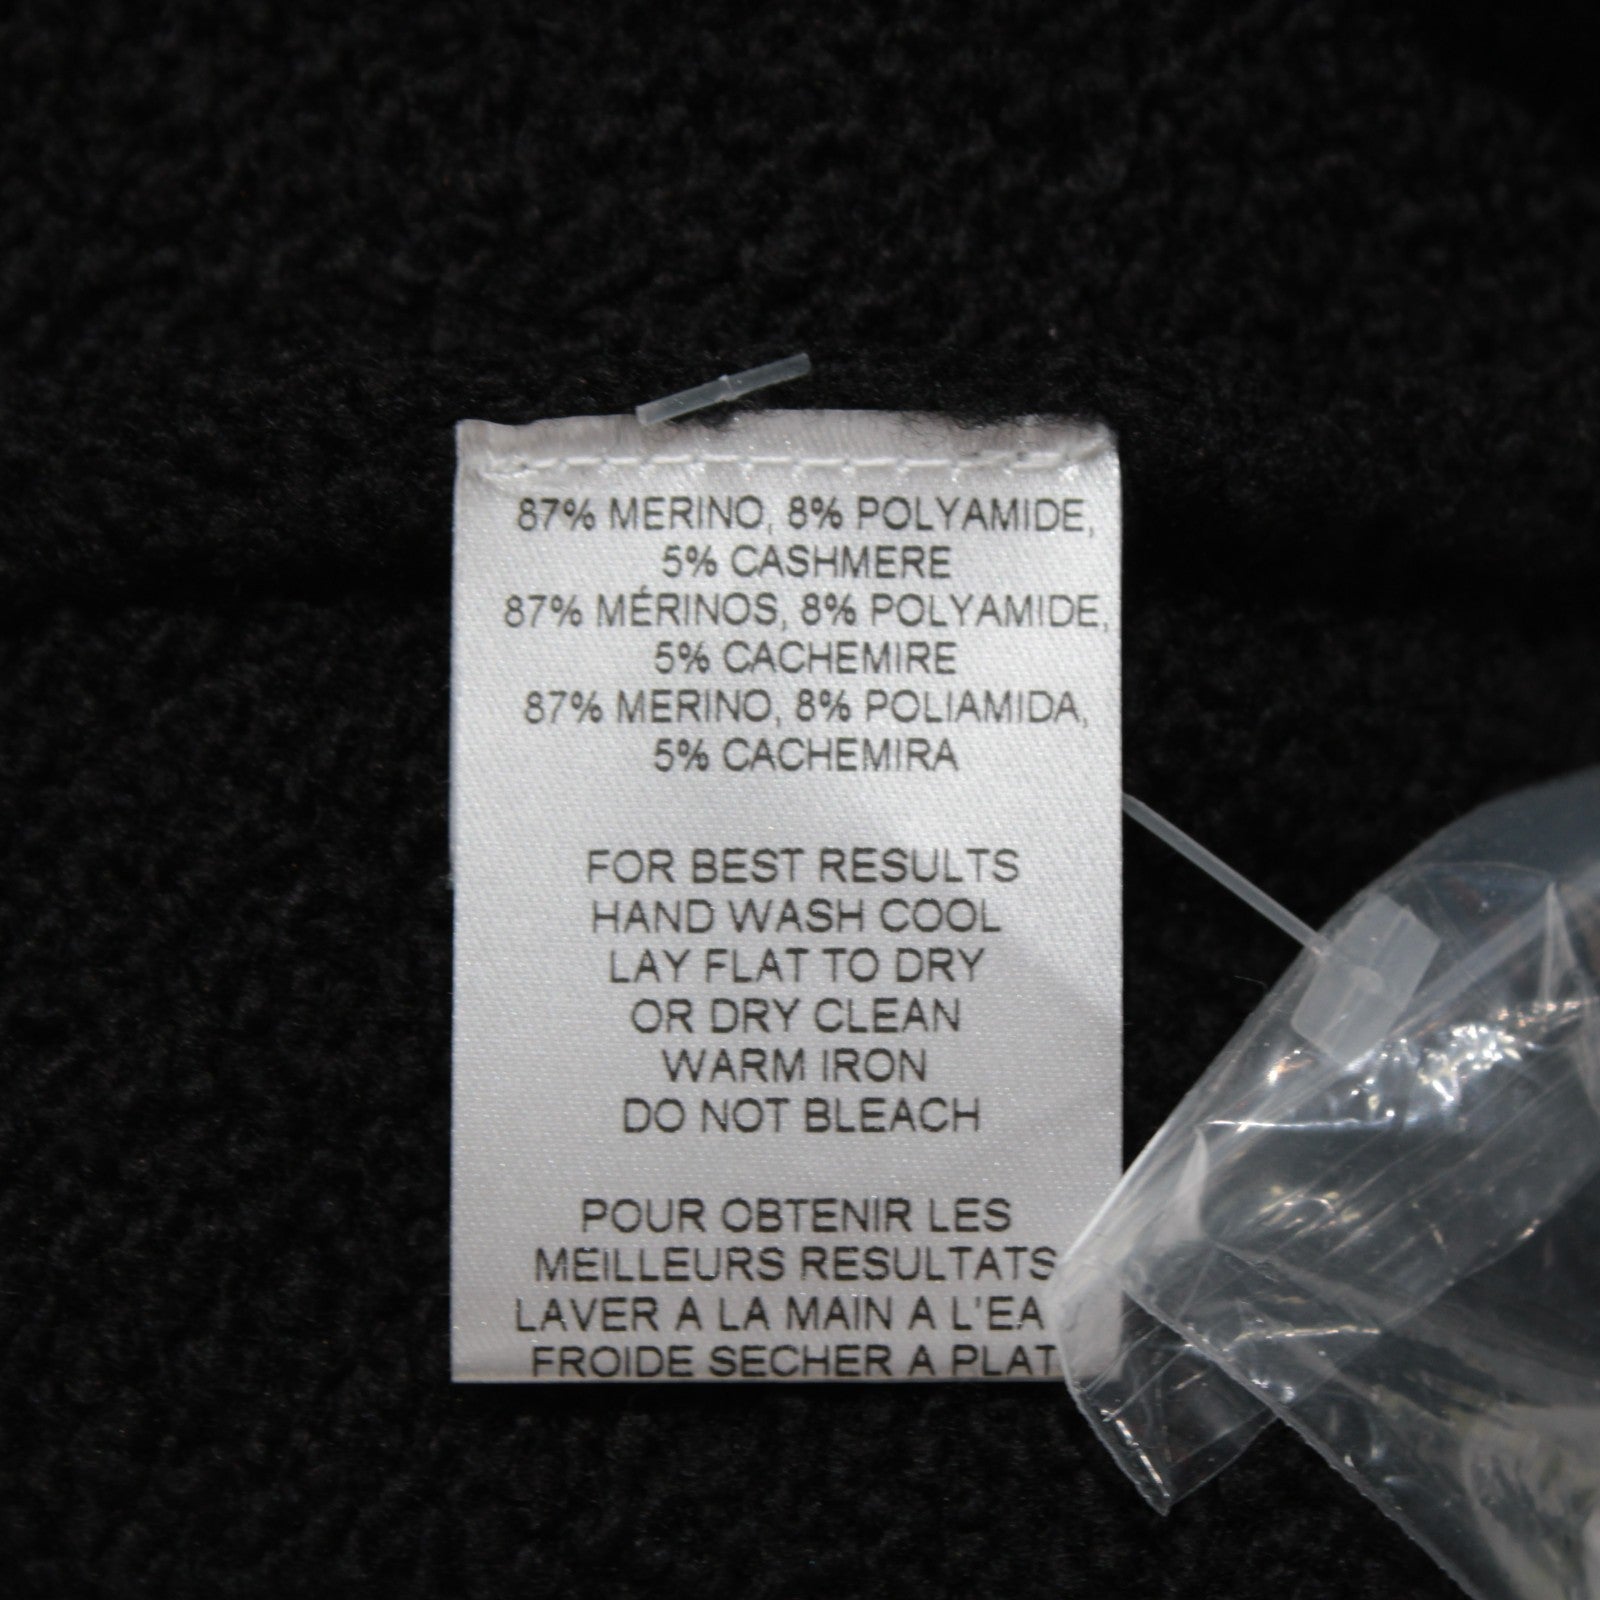 87% MERINO, 8% POLYAMIDE,
5% CASHMERE
87% MÉRINOS, 8% POLYAMIDE,
5% CACHEMIRE
87% MERINO, 8% POLIAMIDA,
5% CACHEMIRA
FOR BEST RESULTS
HAND WASH COOL
LAY FLAT TO DRY
OR DRY CLEAN
WARM IRON
DO NOT BLEACH
POUR OBTENIR LES
MEILLEURS RESULTATS
LAVER A LA MAIN A L'EA
FROIDE SECHER A PLAT